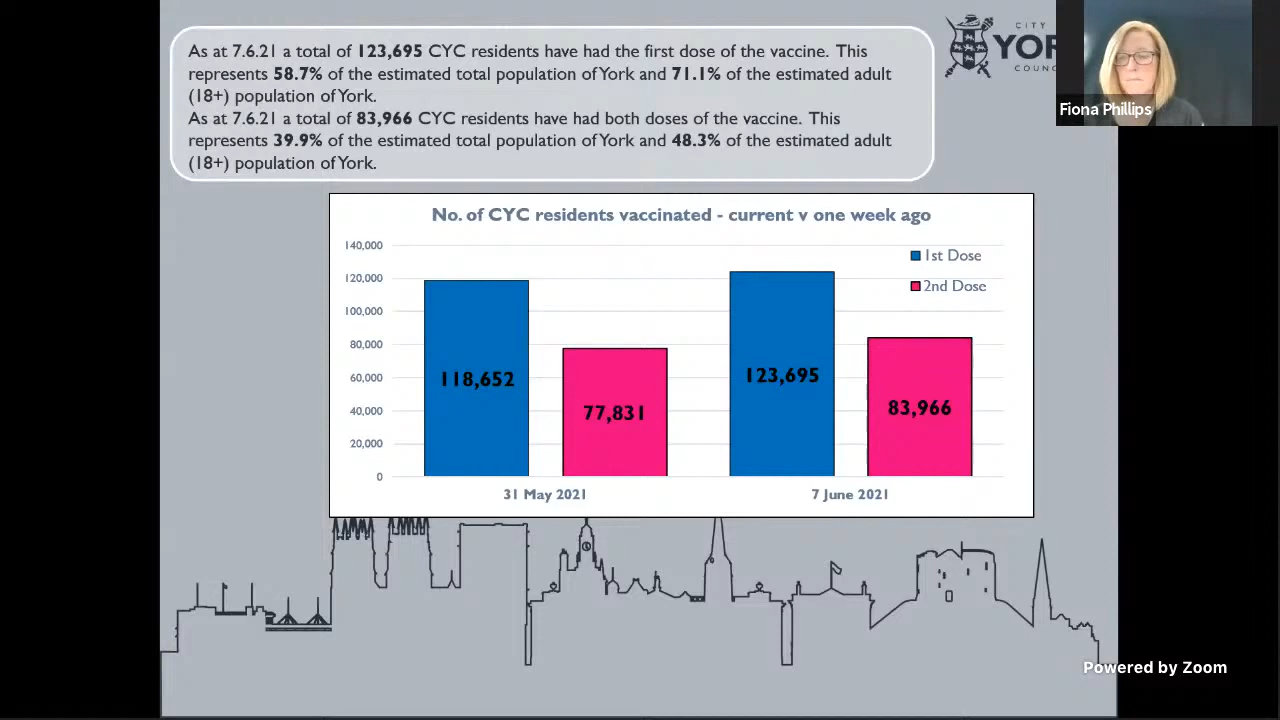 As at 7.6.21 a total of 123,695 CYC residents have had the first dose of the vaccine. This
represents 58.7% of the estimated total population of York and 71.1% of the estimated adult
(18+) population of York.
As at 7.6.21 a total of 83,966 CYC residents have had both doses of the vaccine. This
represents 39.9% of the estimated total population of York and 48.3% of the estimated adult
(18+) population of York.
CITY
YOR
COUNC
Fiona Phillips
No. of CYC residents vaccinated - current v one week ago
140,000
120,000
100,000
80,000
60,000
40,000
20,000
0
1st Dose
2nd Dose
118,652
77,831
123,695
83,966
31 May 2021
7 June 2021
Powered by Zoom